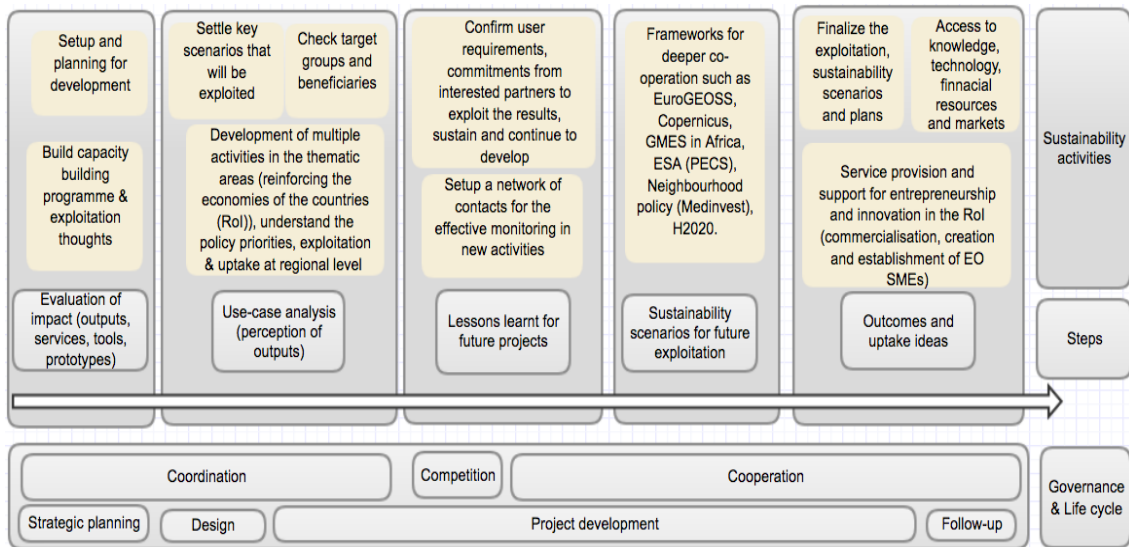 Setup and
planning for
development
Build capacity
building
programme &
exploitation
thoughts
Evaluation of
impact (outputs,
services, tools,
prototypes)
Settle key
scenarios that
will be
exploited
Check target
groups and
beneficiaries
Development of multiple
activities in the thematic
areas (reinforcing the
economies of the countries
(RoI)), understand the
policy priorities, exploitation
& uptake at regional level
Use-case analysis
(perception of
outputs)
Confirm user
requirements,
commitments from
interested partners to
exploit the results,
sustain and continue to
develop
Setup a network of
contacts for the
effective monitoring in
new activities
Lessons learnt for
future projects
Frameworks for
deeper co-
operation such as
EuroGEOSS,
Copernicus,
GMES in Africa,
ESA (PECS),
Neighbourhood
policy (Medinvest),
H2020.
Sustainability
scenarios for future
exploitation
Finalize the
exploitation,
sustainability
scenarios and
plans
Access to
knowledge,
technology,
finnacial
resources
and markets
Service provision and
support for entrepreneurship
and innovation in the RoI
(commercialisation, creation
and establishment of EO
SMEs)
Outcomes and
uptake ideas
Sustainability
activities
Steps
Coordination
Competition
Cooperation
Strategic planning
Design
Project development
Follow-up
Governance
& Life cycle